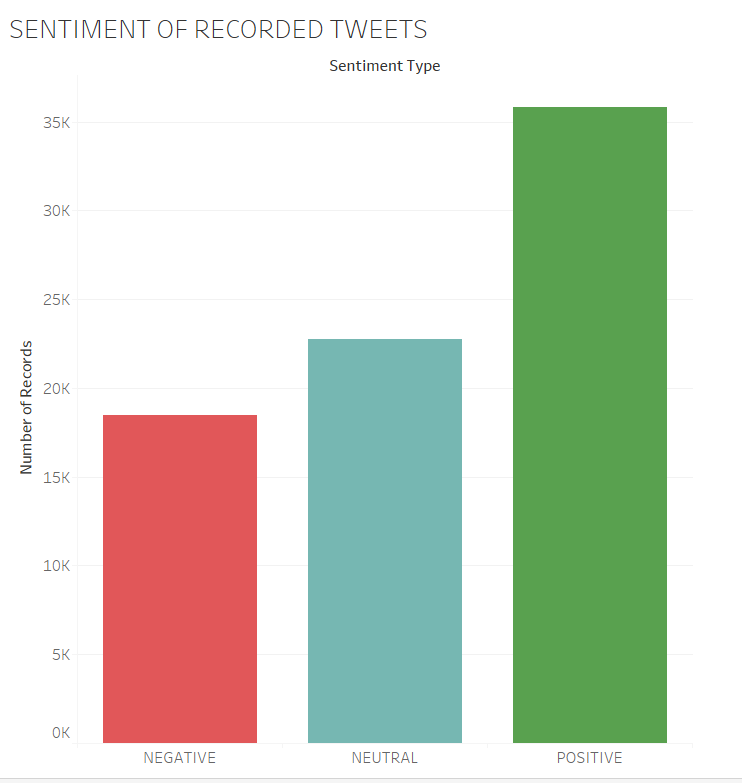 SENTIMENT OF RECORDED TWEETS
Sentiment Type
35K
30K
25K
20K
15K
10K
5K
0K
Number of Records
NEGATIVE
NEUTRAL
POSITIVE